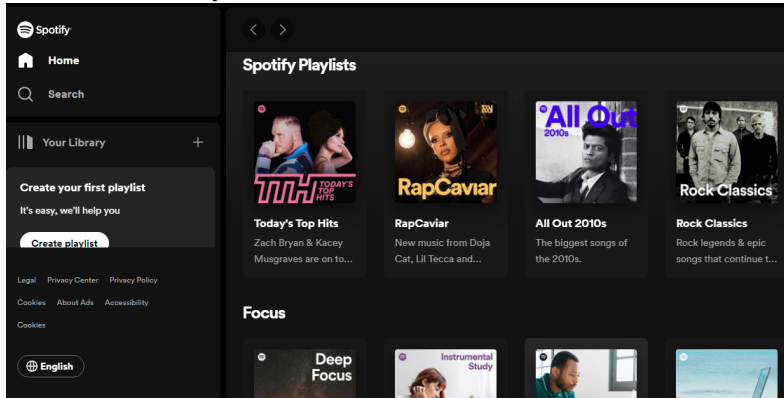 Spotify
Home
Search
Your Library
Create your first playlist
It's easy, we'll help you
Create playlist
Legal Privacy Center Privacy Policy
Cookies About Ads Accessibility
Cookies
English
Spotify Playlists
TTH TODAY'S TOP HITS
Today's Top Hits
Zach Bryan & Kacey
Musgraves are on to...
RapCaviar
RapCaviar
New music from Doja
Cat, Lil Tecca and...
All Out
2010s
All Out 2010s
The biggest songs of
the 2010s.
Rock Classics
Rock Classics
Rock legends & epic
songs that continue t...
Focus
Deep
Focus
Instrumental
Study